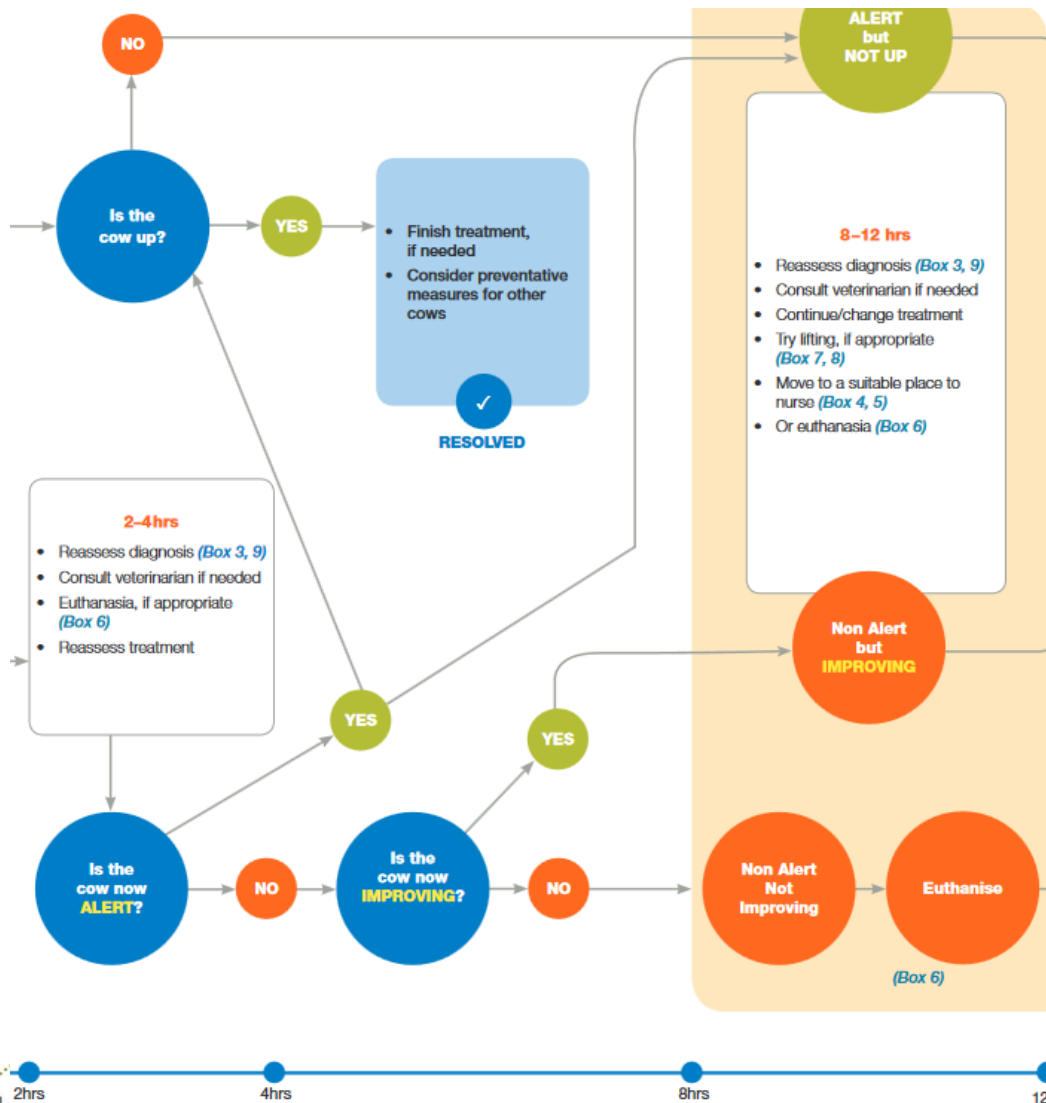 NO
ALERT
but
NOT UP
Is the
cow up?
YES
• Finish treatment,
if needed
• Consider preventative
measures for other
cows
✓
RESOLVED
8–12 hrs
• Reassess diagnosis (Box 3, 9)
• Consult veterinarian if needed
• Continue/change treatment
• Try lifting, if appropriate
(Box 7, 8)
• Move to a suitable place to
nurse (Box 4, 5)
• Or euthanasia (Box 6)
2–4hrs
• Reassess diagnosis (Box 3, 9)
• Consult veterinarian if needed
• Euthanasia, if appropriate
(Box 6)
• Reassess treatment
Non Alert
but
IMPROVING
YES
YES
Is the
cow now
ALERT?
NO
Is the
cow now
IMPROVING?
NO
Non Alert
Not
Improving
Euthanise
(Box 6)
2hrs
4hrs
8hrs
12